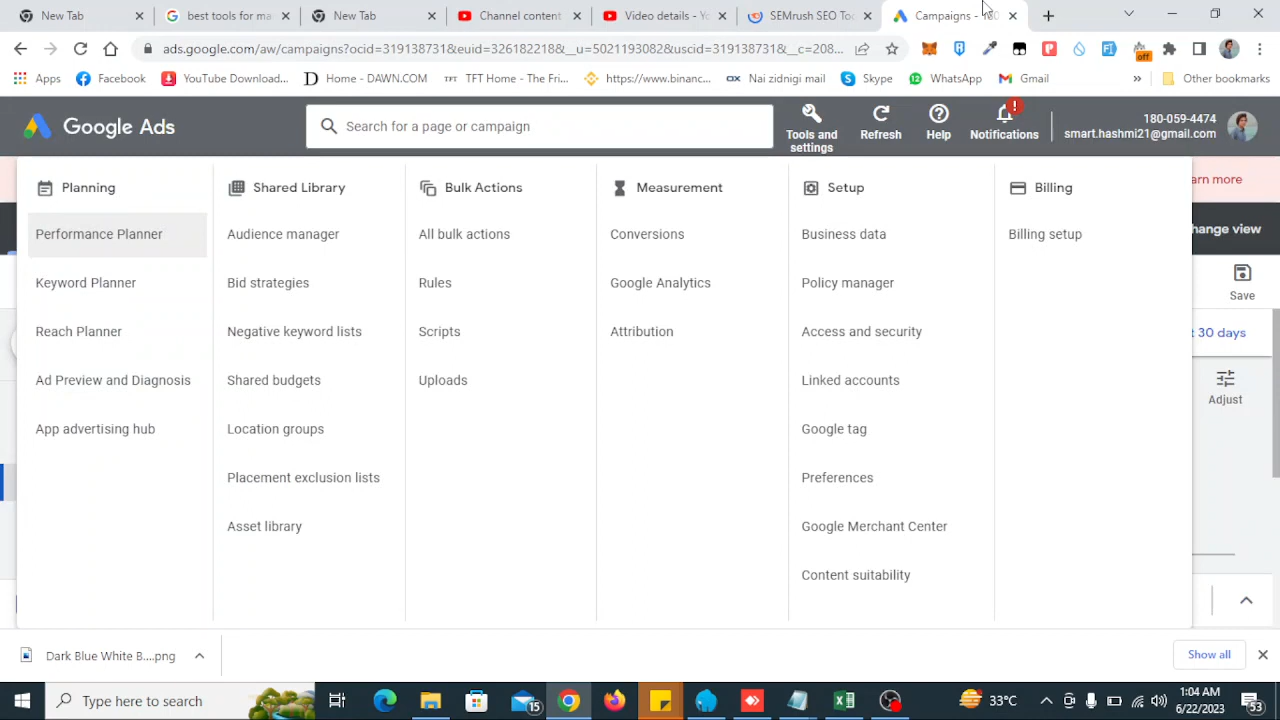 New Tab
best tools for ma
New Tab
Channel content
Video details - Yo
SEMrush SEO Too
Campaigns - 180
ads.google.com/aw/campaigns?ocid=319138731&euid=326182218&__u=5021193082&uscid=319138731&__c=208...
off
Apps
Facebook
YouTube Download...
Home - DAWN.COM
TFT Home - The Fri...
https://www.binanc...
OX Nai zidnigi mail
Skype
12 WhatsApp
Gmail
»
Other bookmarks
Google Ads
Search for a page or campaign
Tools and settings
Refresh
Help
Notifications
180-059-4474
smart.hashmi21@gmail.com
Planning
Shared Library
Bulk Actions
Measurement
Setup
Billing
arn more
Performance Planner
Audience manager
All bulk actions
Conversions
Business data
Billing setup
hange view
Keyword Planner
Bid strategies
Rules
Google Analytics
Policy manager
Save
Reach Planner
Negative keyword lists
Scripts
Attribution
Access and security
t 30 days
Ad Preview and Diagnosis
Shared budgets
Uploads
Linked accounts
Adjust
App advertising hub
Location groups
Google tag
Placement exclusion lists
Preferences
Asset library
Google Merchant Center
Content suitability
Dark Blue White B....png
Show all
Type here to search
15
33°C
1:04 AM
6/22/2023
53